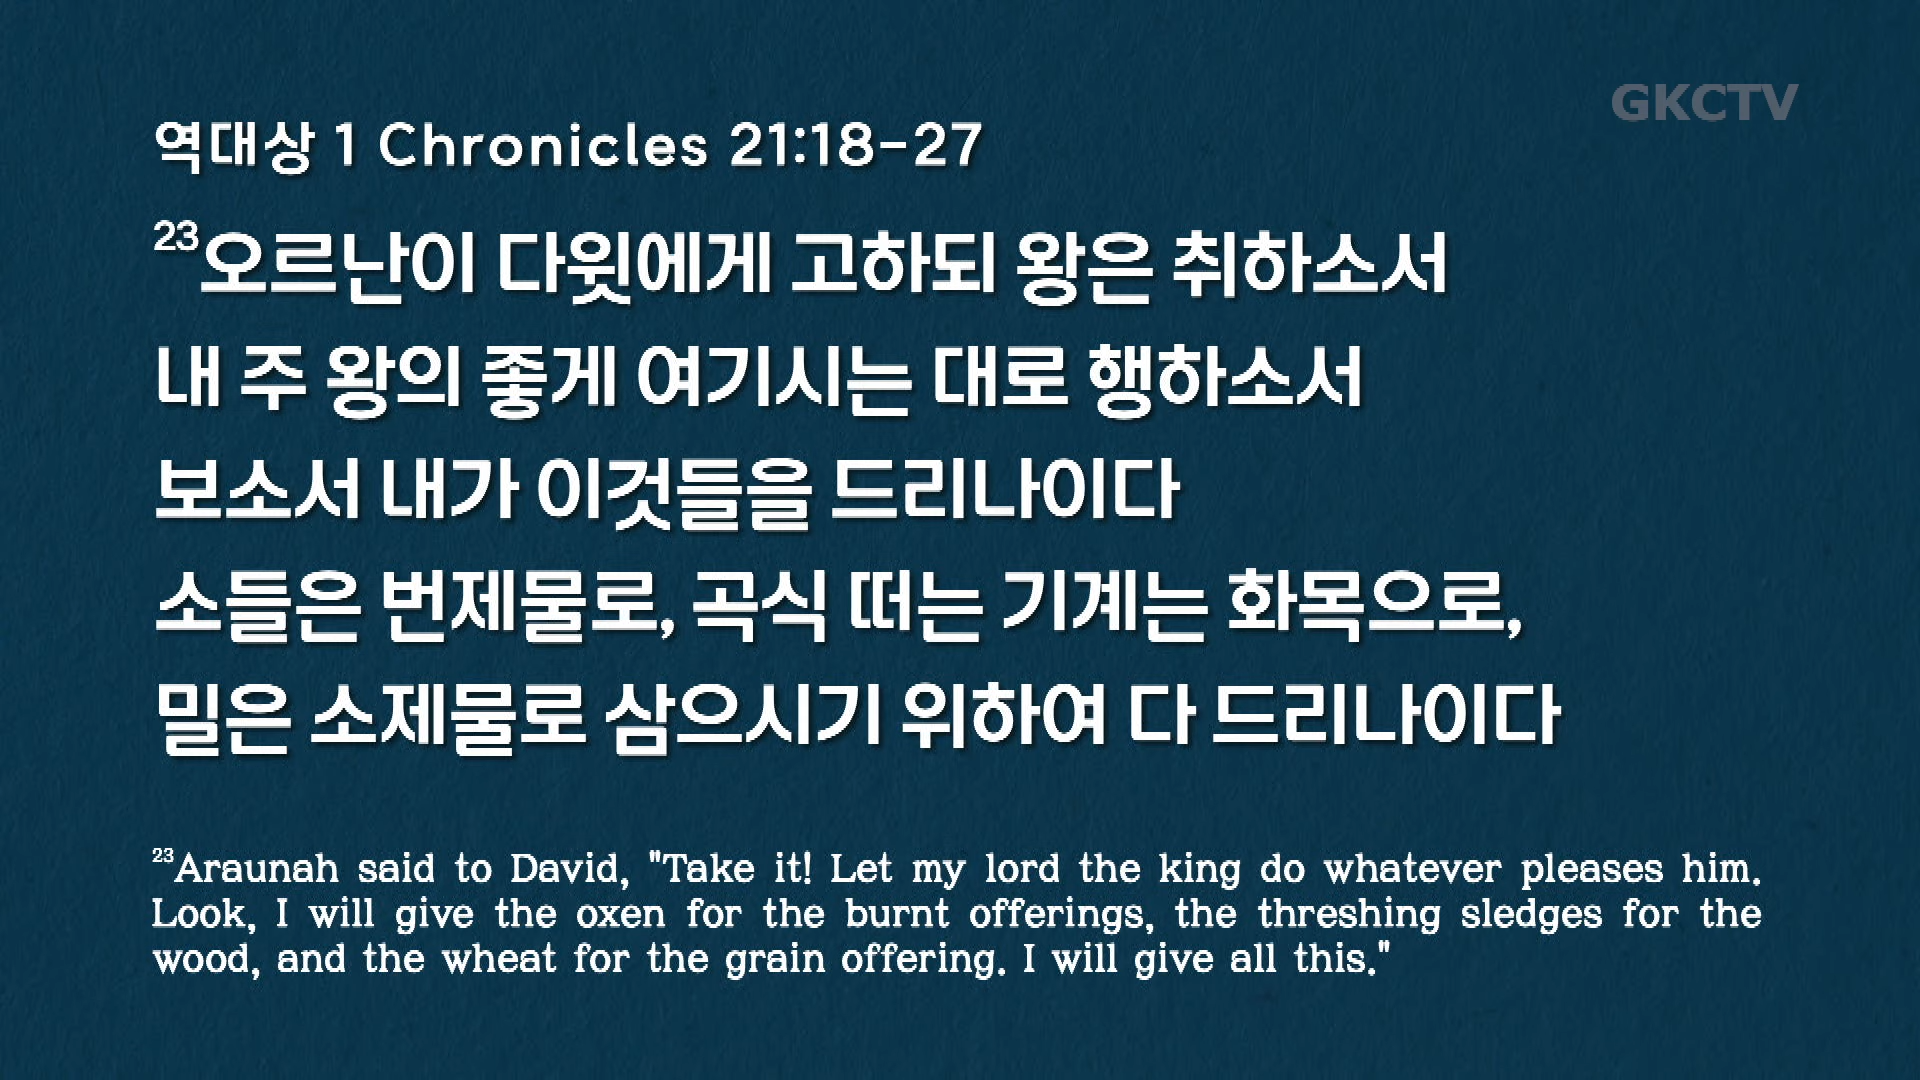 GKCTV
역대상 1 Chronicles 21:18-27
23오르난이 다윗에게 고하되 왕은 취하소서
내 주 왕의 좋게 여기시는 대로 행하소서
보소서 내가 이것들을 드리나이다
소들은 번제물로, 곡식 떠는 기계는 화목으로,
밀은 소제물로 삼으시기 위하여 다 드리나이다
23Araunah said to David, "Take it! Let my lord the king do whatever pleases him.
Look, I will give the oxen for the burnt offerings, the threshing sledges for the
wood, and the wheat for the grain offering. I will give all this."